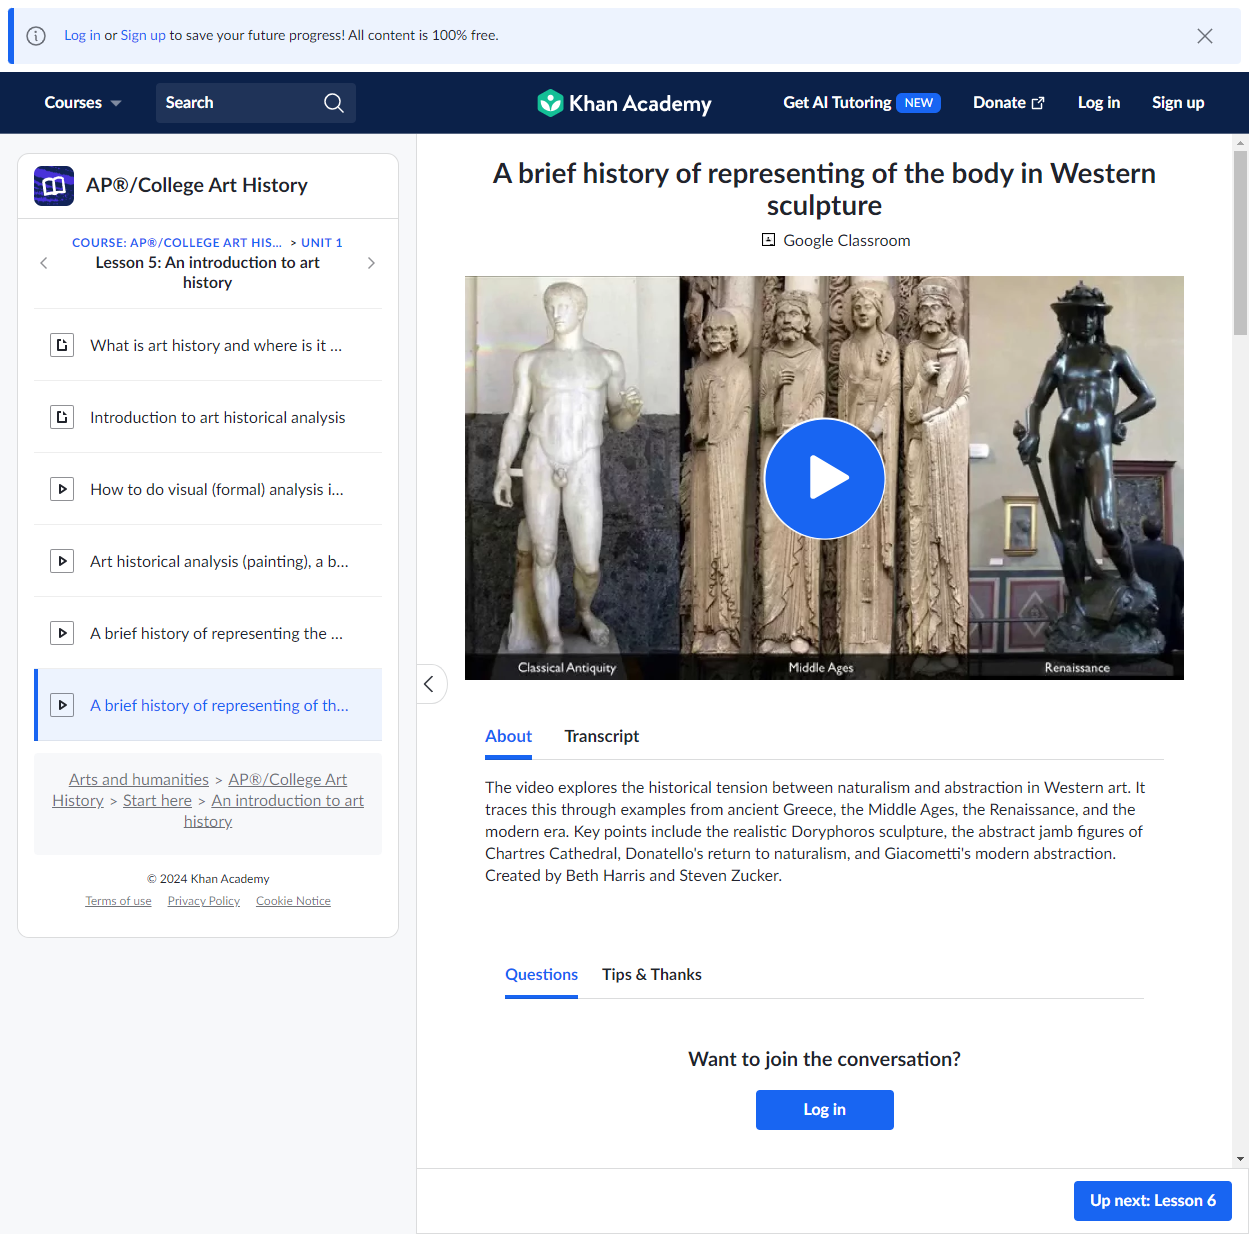 Log in or Sign up to save your future progress! All content is 100% free.
Courses
Search
Khan Academy
Get AI Tutoring NEW
Donate
Log in
Sign up
AP®/College Art History
COURSE: AP®/COLLEGE ART HIS... > UNIT 1
Lesson 5: An introduction to art
history
What is art history and where is it ...
Introduction to art historical analysis
How to do visual (formal) analysis i...
Art historical analysis (painting), a b...
A brief history of representing the ...
A brief history of representing of th...
Arts and humanities > AP®/College Art
History > Start here > An introduction to art
history
© 2024 Khan Academy
Terms of use Privacy Policy Cookie Notice
A brief history of representing of the body in Western
sculpture
Google Classroom
Classical Antiquity
Middle Ages
Renaissance
About
Transcript
The video explores the historical tension between naturalism and abstraction in Western art. It
traces this through examples from ancient Greece, the Middle Ages, the Renaissance, and the
modern era. Key points include the realistic Doryphoros sculpture, the abstract jamb figures of
Chartres Cathedral, Donatello's return to naturalism, and Giacometti's modern abstraction.
Created by Beth Harris and Steven Zucker.
Questions
Tips & Thanks
Want to join the conversation?
Log in
Up next: Lesson 6